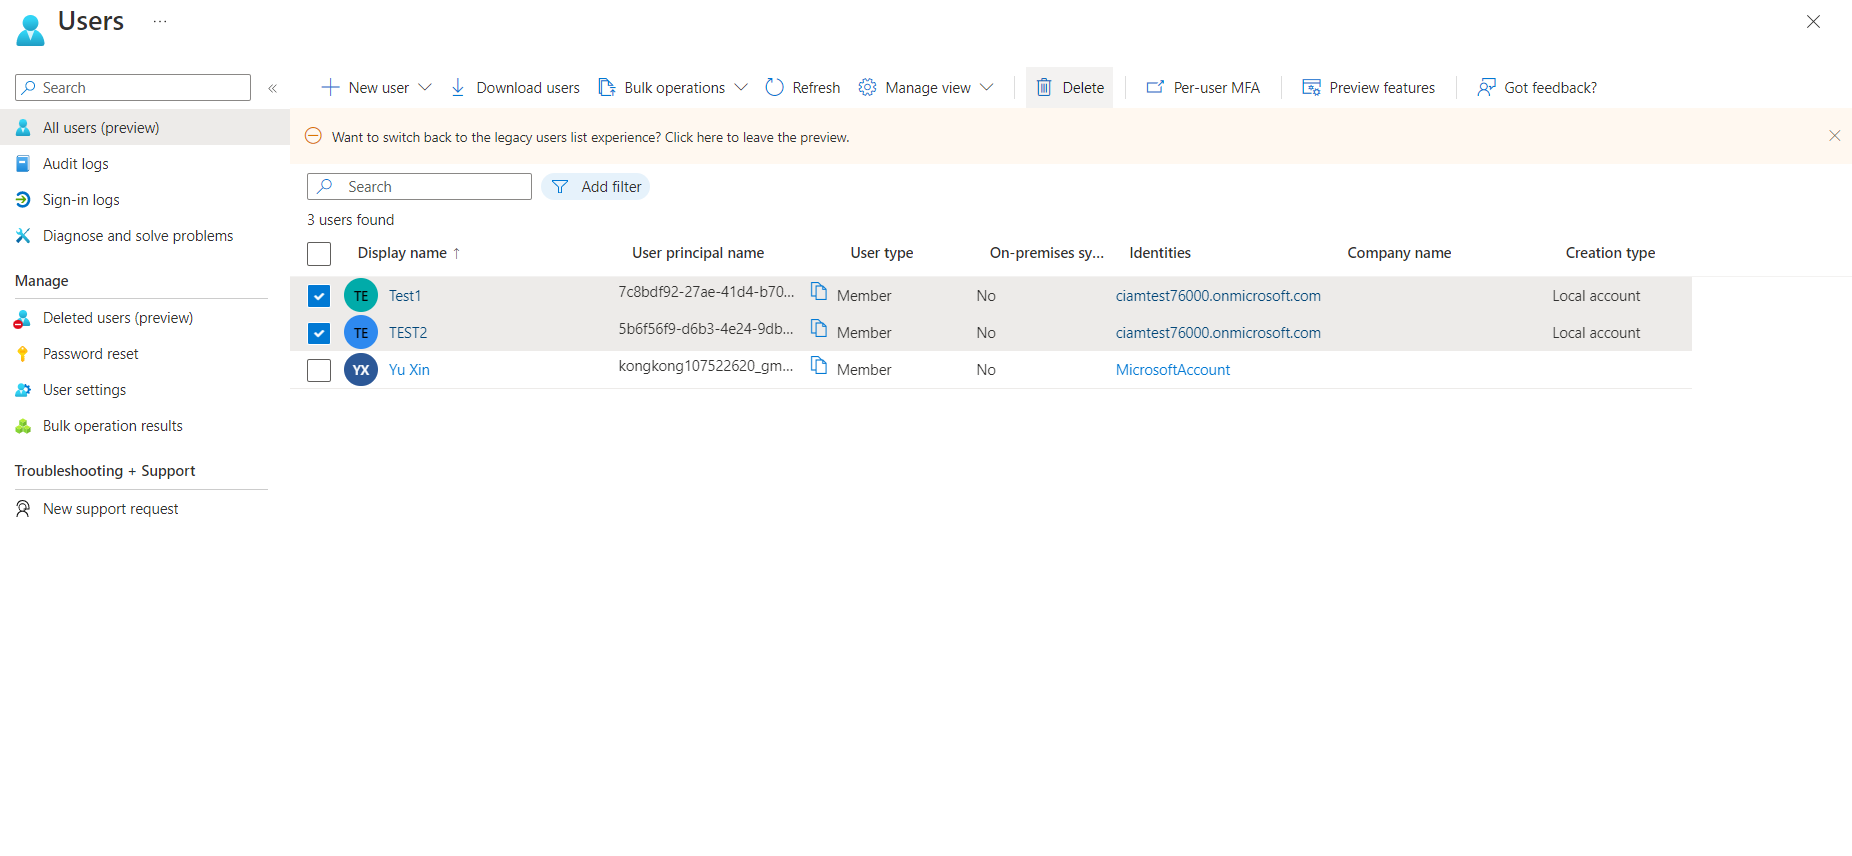 Users ...
Search «
New user Download users Bulk operations Refresh Manage view Delete Per-user MFA Preview features Got feedback?
All users (preview)
Audit logs
Sign-in logs
Diagnose and solve problems
Manage
Deleted users (preview)
Password reset
User settings
Bulk operation results
Troubleshooting + Support
New support request
Want to switch back to the legacy users list experience? Click here to leave the preview.
Search Add filter
3 users found
Display name ↑ User principal name User type On-premises sy... Identities Company name Creation type
TE Test1 7c8bdf92-27ae-41d4-b70... Member No ciamtest76000.onmicrosoft.com Local account
TE TEST2 5b6f56f9-d6b3-4e24-9db... Member No ciamtest76000.onmicrosoft.com Local account
YX Yu Xin kongkong107522620_gm... Member No MicrosoftAccount